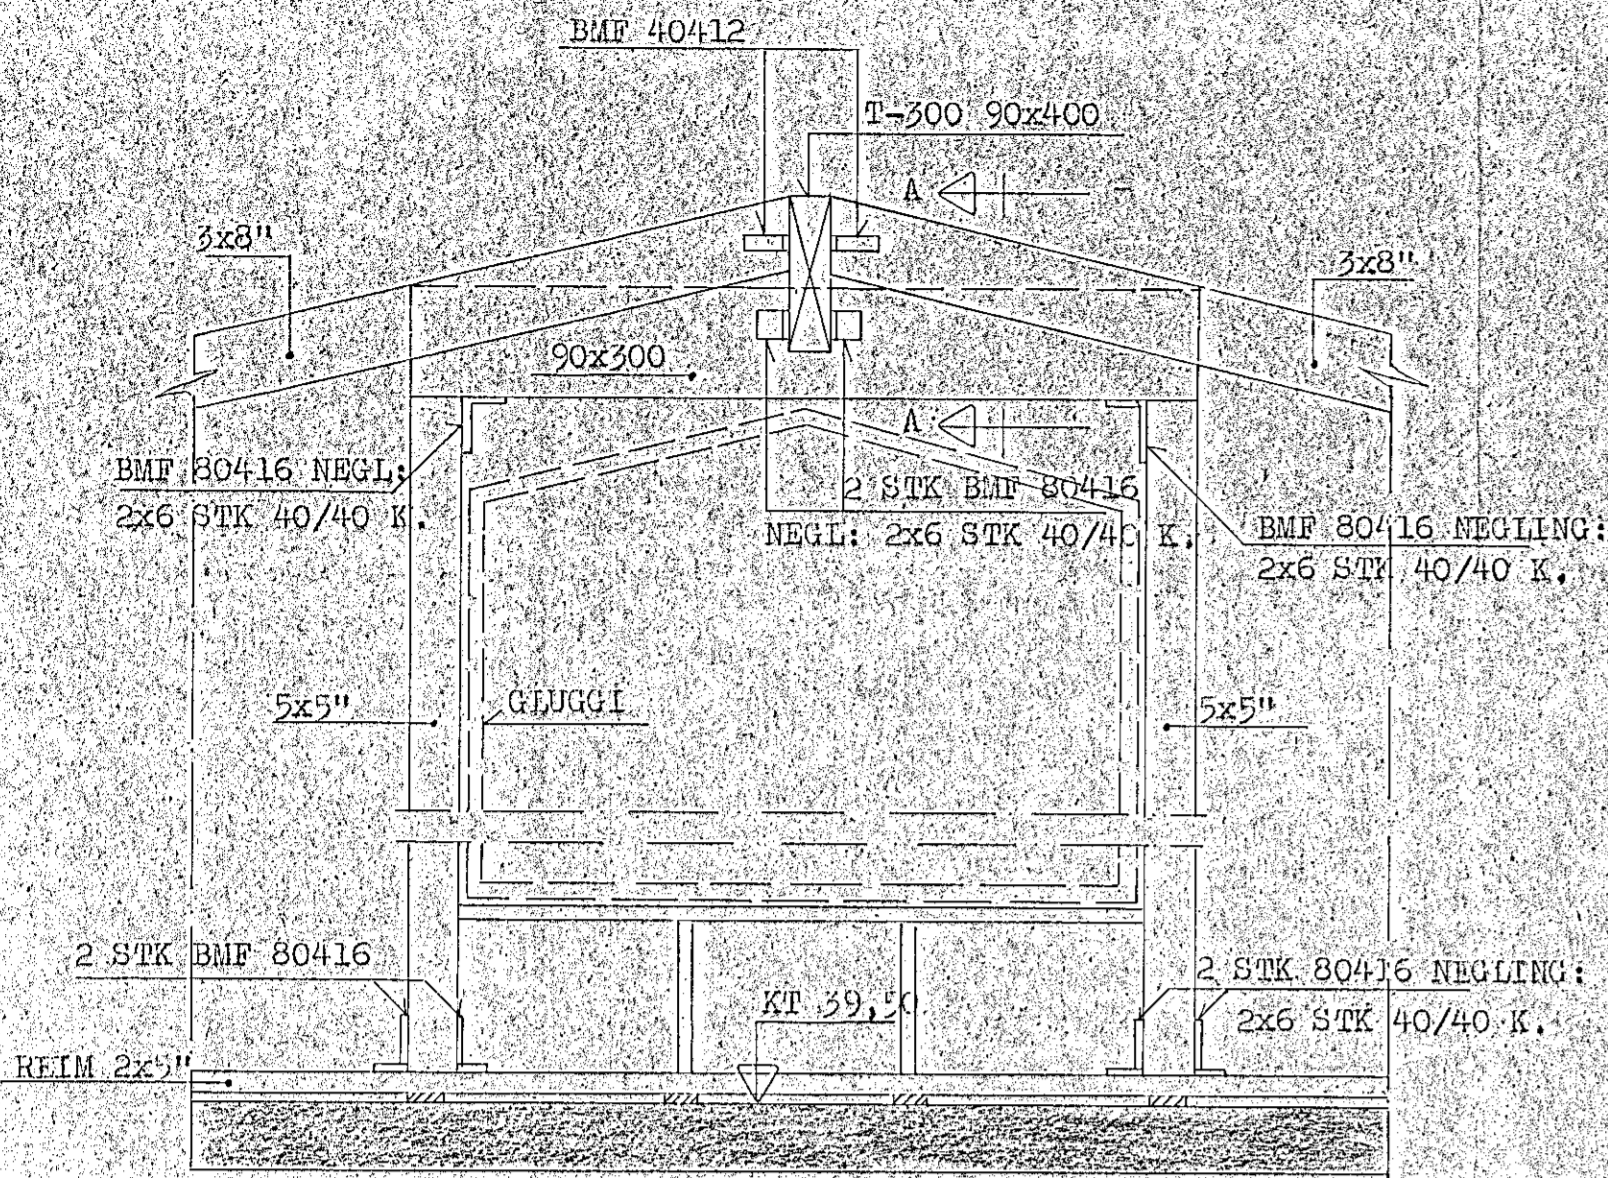 BMF 40412
T-300 90x400
A
3x8"
3x8"
90x300
A
BMF 80416 NEGL:
2x6 STK 40/40 K.
2 STK BMF 80416
NEGL: 2x6 STK 40/40 K.
BMF 80416 NEGLING:
2x6 STK 40/40 K.
5x5"
GLUGGI
5x5"
2 STK BMF 80416
2 STK 80416 NEGLING:
2x6 STK 40/40 K.
KT 39,50
REIM 2x5"